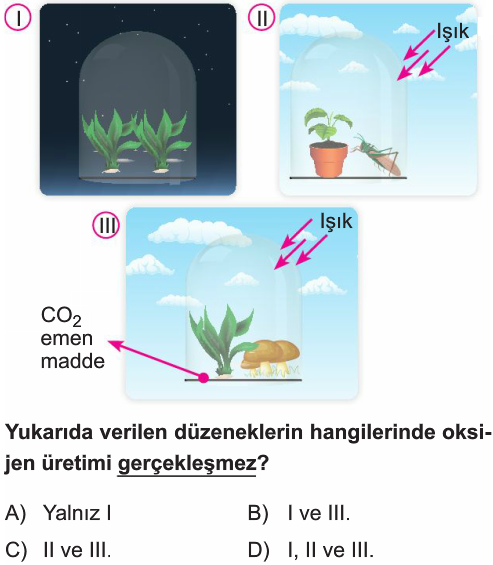 I
II
Işık
III
Işık
CO2
emen
madde
Yukarıda verilen düzeneklerin hangilerinde oksi-
jen üretimi gerçekleşmez?
A) Yalnız I
B) I ve III.
C) II ve III.
D) I, II ve III.